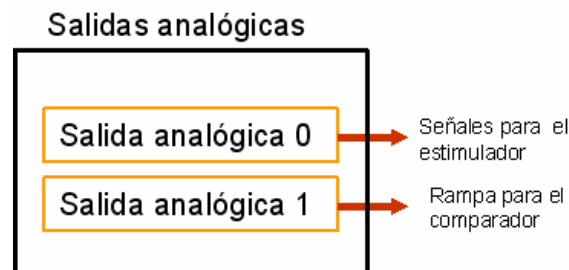 Salidas analógicas
Salida analógica 0
Señales para el
estimulador
Salida analógica 1
Rampa para el
comparador